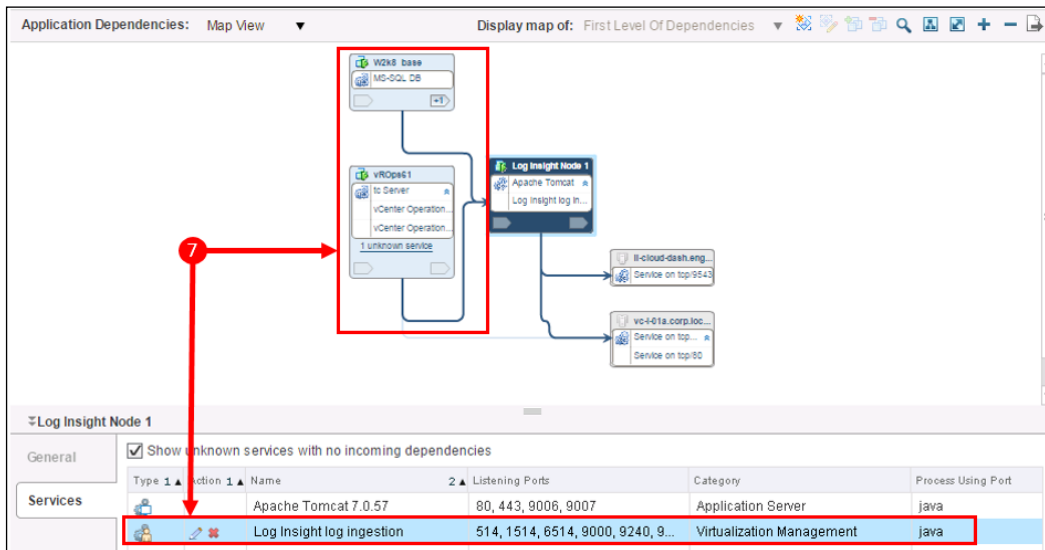 Application Dependencies: Map View Display map of: First Level Of Dependencies
W2k8 base
MS-SQL DB
+1
vROps61
tc Server
vCenter Operation...
vCenter Operation...
1 unknown service
Log Insight Node 1
Apache Tomcat
Log Insight log in...
li-cloud-dash.eng...
Service on tcp/9543
vc-l-01a.corp.loc...
Service on tcp...
Service on tcp/80
7
Log Insight Node 1
General
Services
Show unknown services with no incoming dependencies
Type 1 Action 1 Name 2 Listening Ports Category Process Using Port
Apache Tomcat 7.0.57 80, 443, 9006, 9007 Application Server java
Log Insight log ingestion 514, 1514, 6514, 9000, 9240, 9... Virtualization Management java